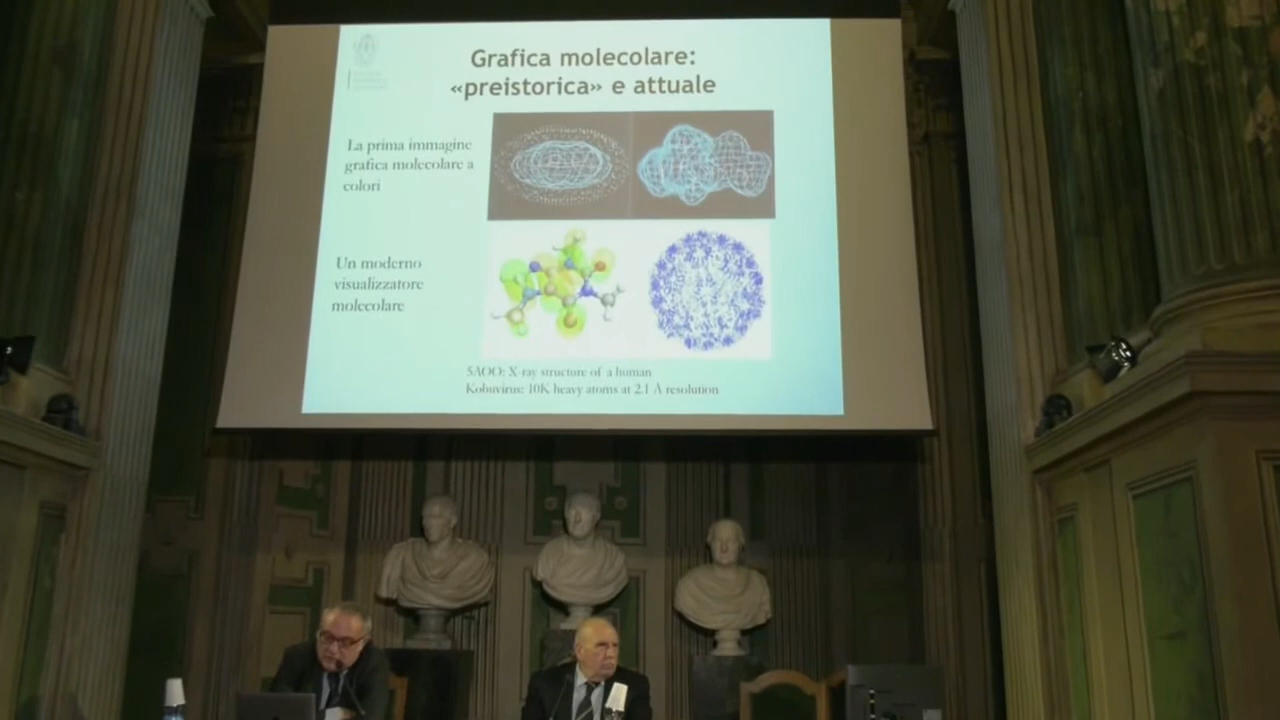 Grafica molecolare:
«preistorica» e attuale
La prima immagine
grafica molecolare a
colori
Un moderno
visualizzatore
molecolare
5AOO: X-ray structure of a human
Kobuvirus: 10K heavy atoms at 2.1 Å resolution